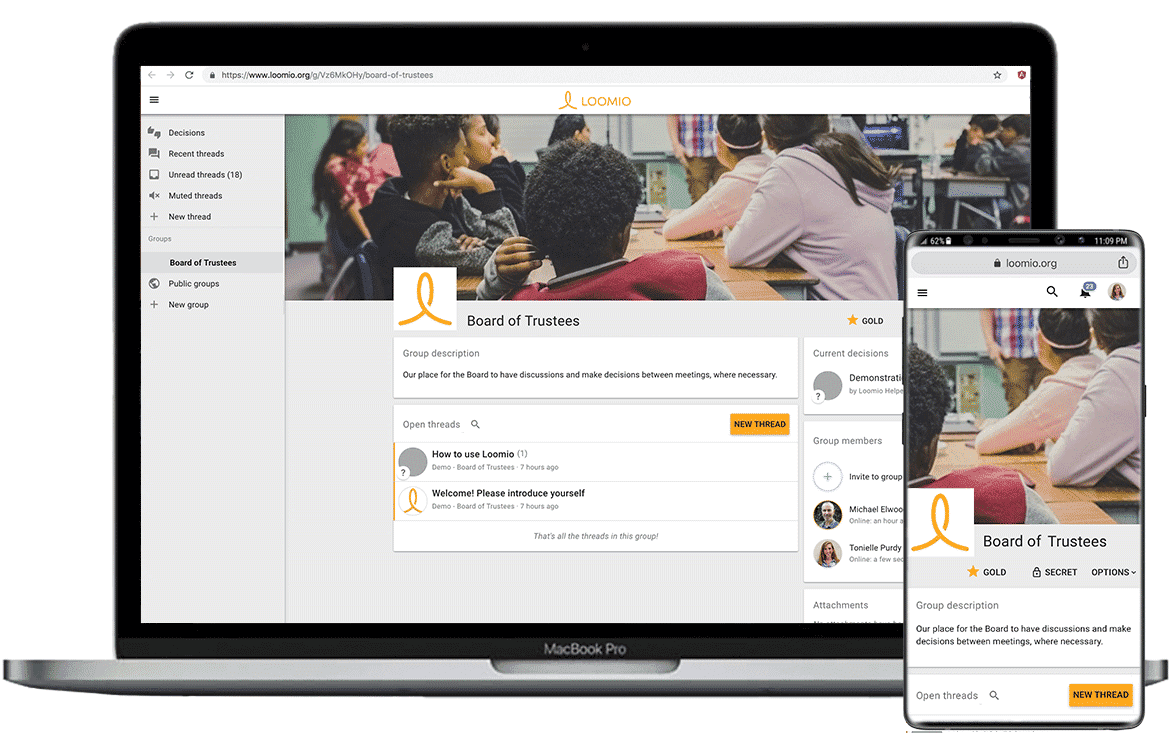 https://www.loomio.org/g/Vz6MkOHy/board-of-trustees
LOOMIO
Decisions
Recent threads
Unread threads (18)
Muted threads
New thread
Groups
Board of Trustees
Public groups
New group
Board of Trustees
GOLD
Group description
Our place for the Board to have discussions and make decisions between meetings, where necessary.
Open threads
NEW THREAD
?
How to use Loomio (1)
Demo · Board of Trustees · 7 hours ago
Welcome! Please introduce yourself
Demo · Board of Trustees · 7 hours ago
That's all the threads in this group!
Current decisions
?
Demonstrati
by Loomio Helpe
Group members
Invite to group
Michael Elwoo
Online: an hour a
Tonielle Purdy
Online: a few sec
Attachments
MacBook Pro
62%
11:09 PM
loomio.org
23
Board of Trustees
GOLD
SECRET
OPTIONS
Group description
Our place for the Board to have discussions and make
decisions between meetings, where necessary.
Open threads
NEW THREAD